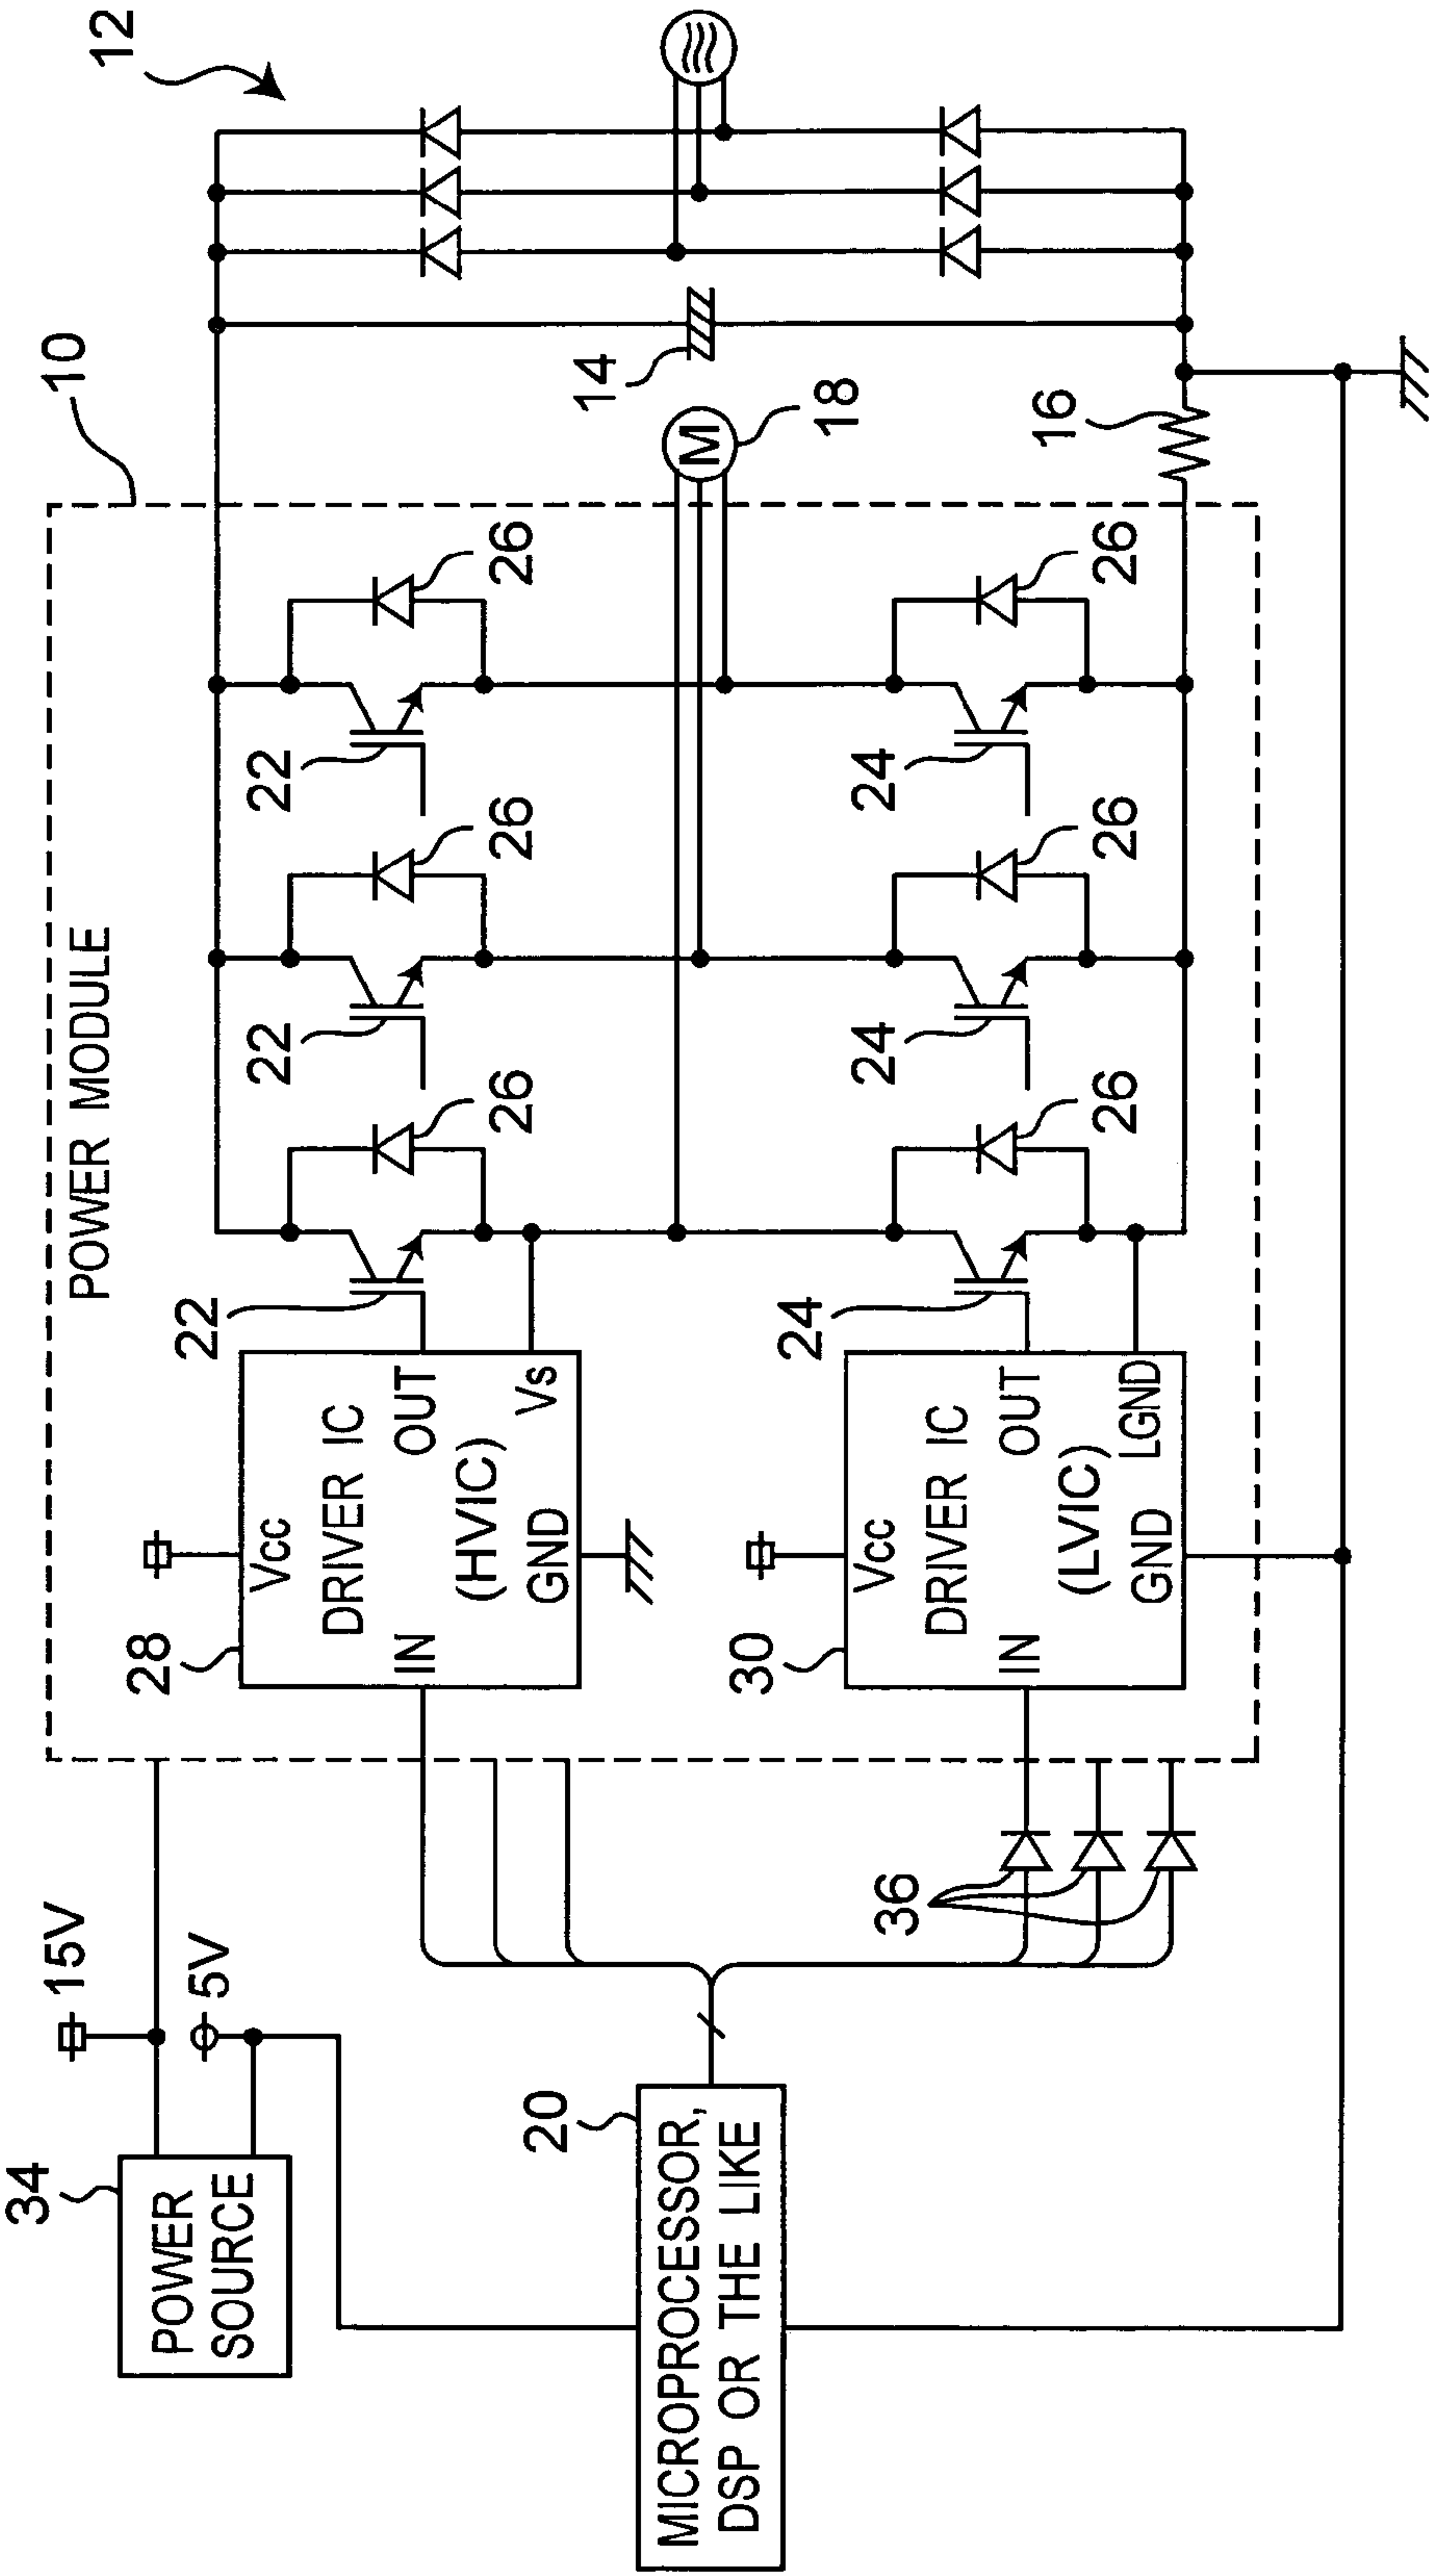 34
POWER
SOURCE
15V
5V
20
MICROPROCESSOR,
DSP OR THE LIKE
36
POWER MODULE
10
28
Vcc
DRIVER IC
IN
OUT
(HVIC)
GND
Vs
30
Vcc
DRIVER IC
IN
OUT
(LVIC)
GND
LGND
22
26
22
26
22
26
24
26
24
26
24
26
M
18
14
16
12